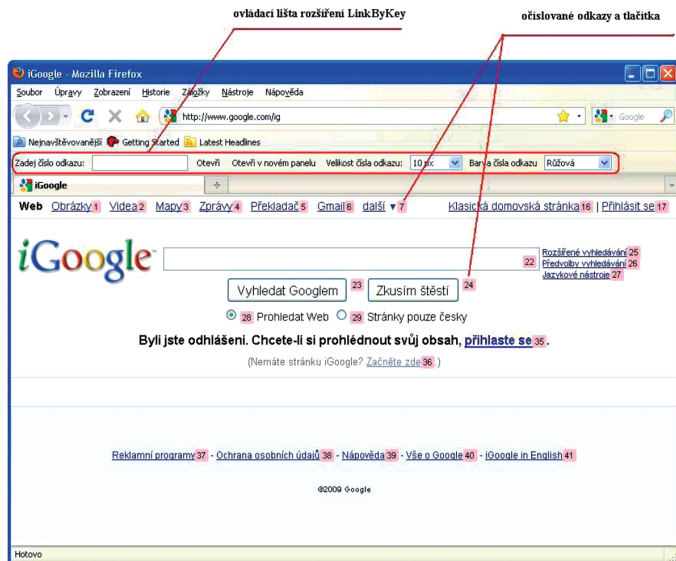 ovládací lišta rozšíření LinkByKey
očíslované odkazy a tlačítka
iGoogle - Mozilla Firefox
Soubor Úpravy Zobrazení Historie Záložky Nástroje Nápověda
http://www.google.com/ig Google
Nejnavštěvovanější Getting Started Latest Headlines
Zadej číslo odkazu: Otevři Otevři v novém panelu Velikost čísla odkazu: 10 px Barva čísla odkazu Růžová
iGoogle
Web Obrázky 1 Videa 2 Mapy 3 Zprávy 4 Překladač 5 Gmail 6 další ▼ 7 Klasická domovská stránka 16 | Přihlásit se 17
iGoogle™ 22 Rozšířené vyhledávání 25
Předvolby vyhledávání 26
Jazykové nástroje 27
Vyhledat Googlem 23 Zkusím štěstí 24
28 Prohledat Web 29 Stránky pouze česky
Byli jste odhlášeni. Chcete-li si prohlédnout svůj obsah, přihlaste se 35.
(Nemáte stránku iGoogle? Začněte zde 36.)
Reklamní programy 37 - Ochrana osobních údajů 38 - Nápověda 39 - Vše o Google 40 - iGoogle in English 41
©2009 Google
Hotovo